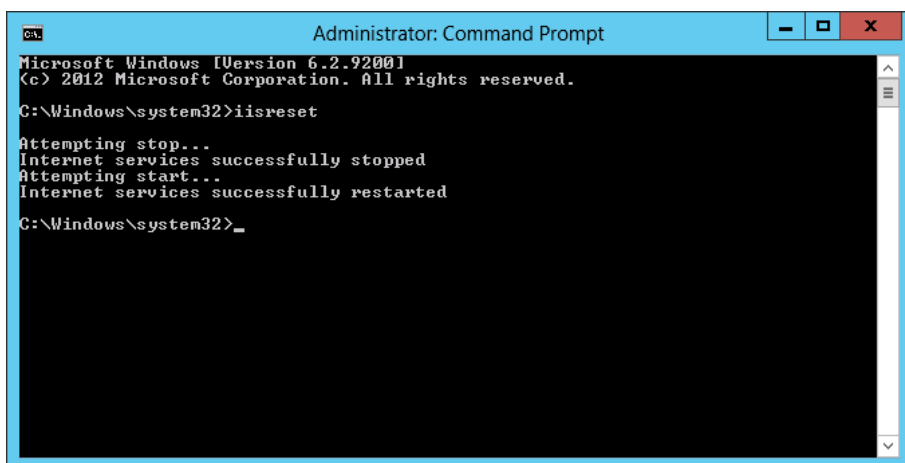 Administrator: Command Prompt
Microsoft Windows [Version 6.2.9200]
(c) 2012 Microsoft Corporation. All rights reserved.
C:\Windows\system32>iisreset
Attempting stop...
Internet services successfully stopped
Attempting start...
Internet services successfully restarted
C:\Windows\system32>_